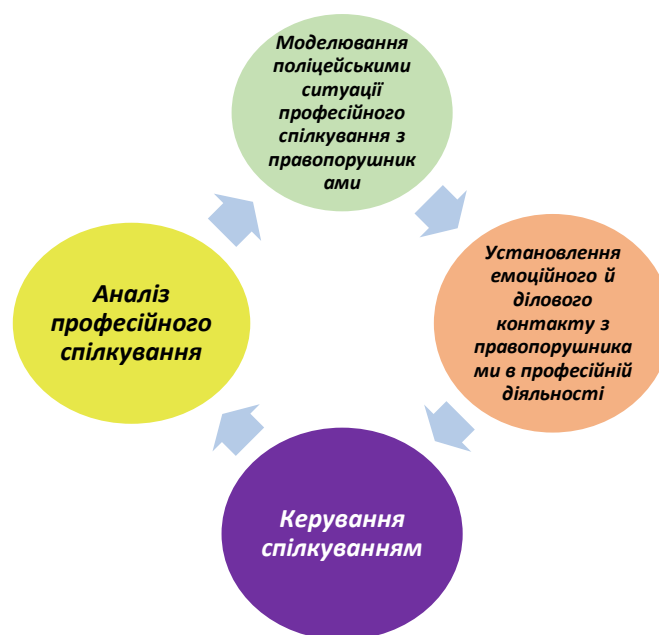 Моделювання
поліцейськими
ситуації
професійного
спілкування з
правопорушник
ами
Установлення
емоційного й
ділового
контакту з
правопорушника
ми в професійній
діяльності
Керування
спілкуванням
Аналіз
професійного
спілкування